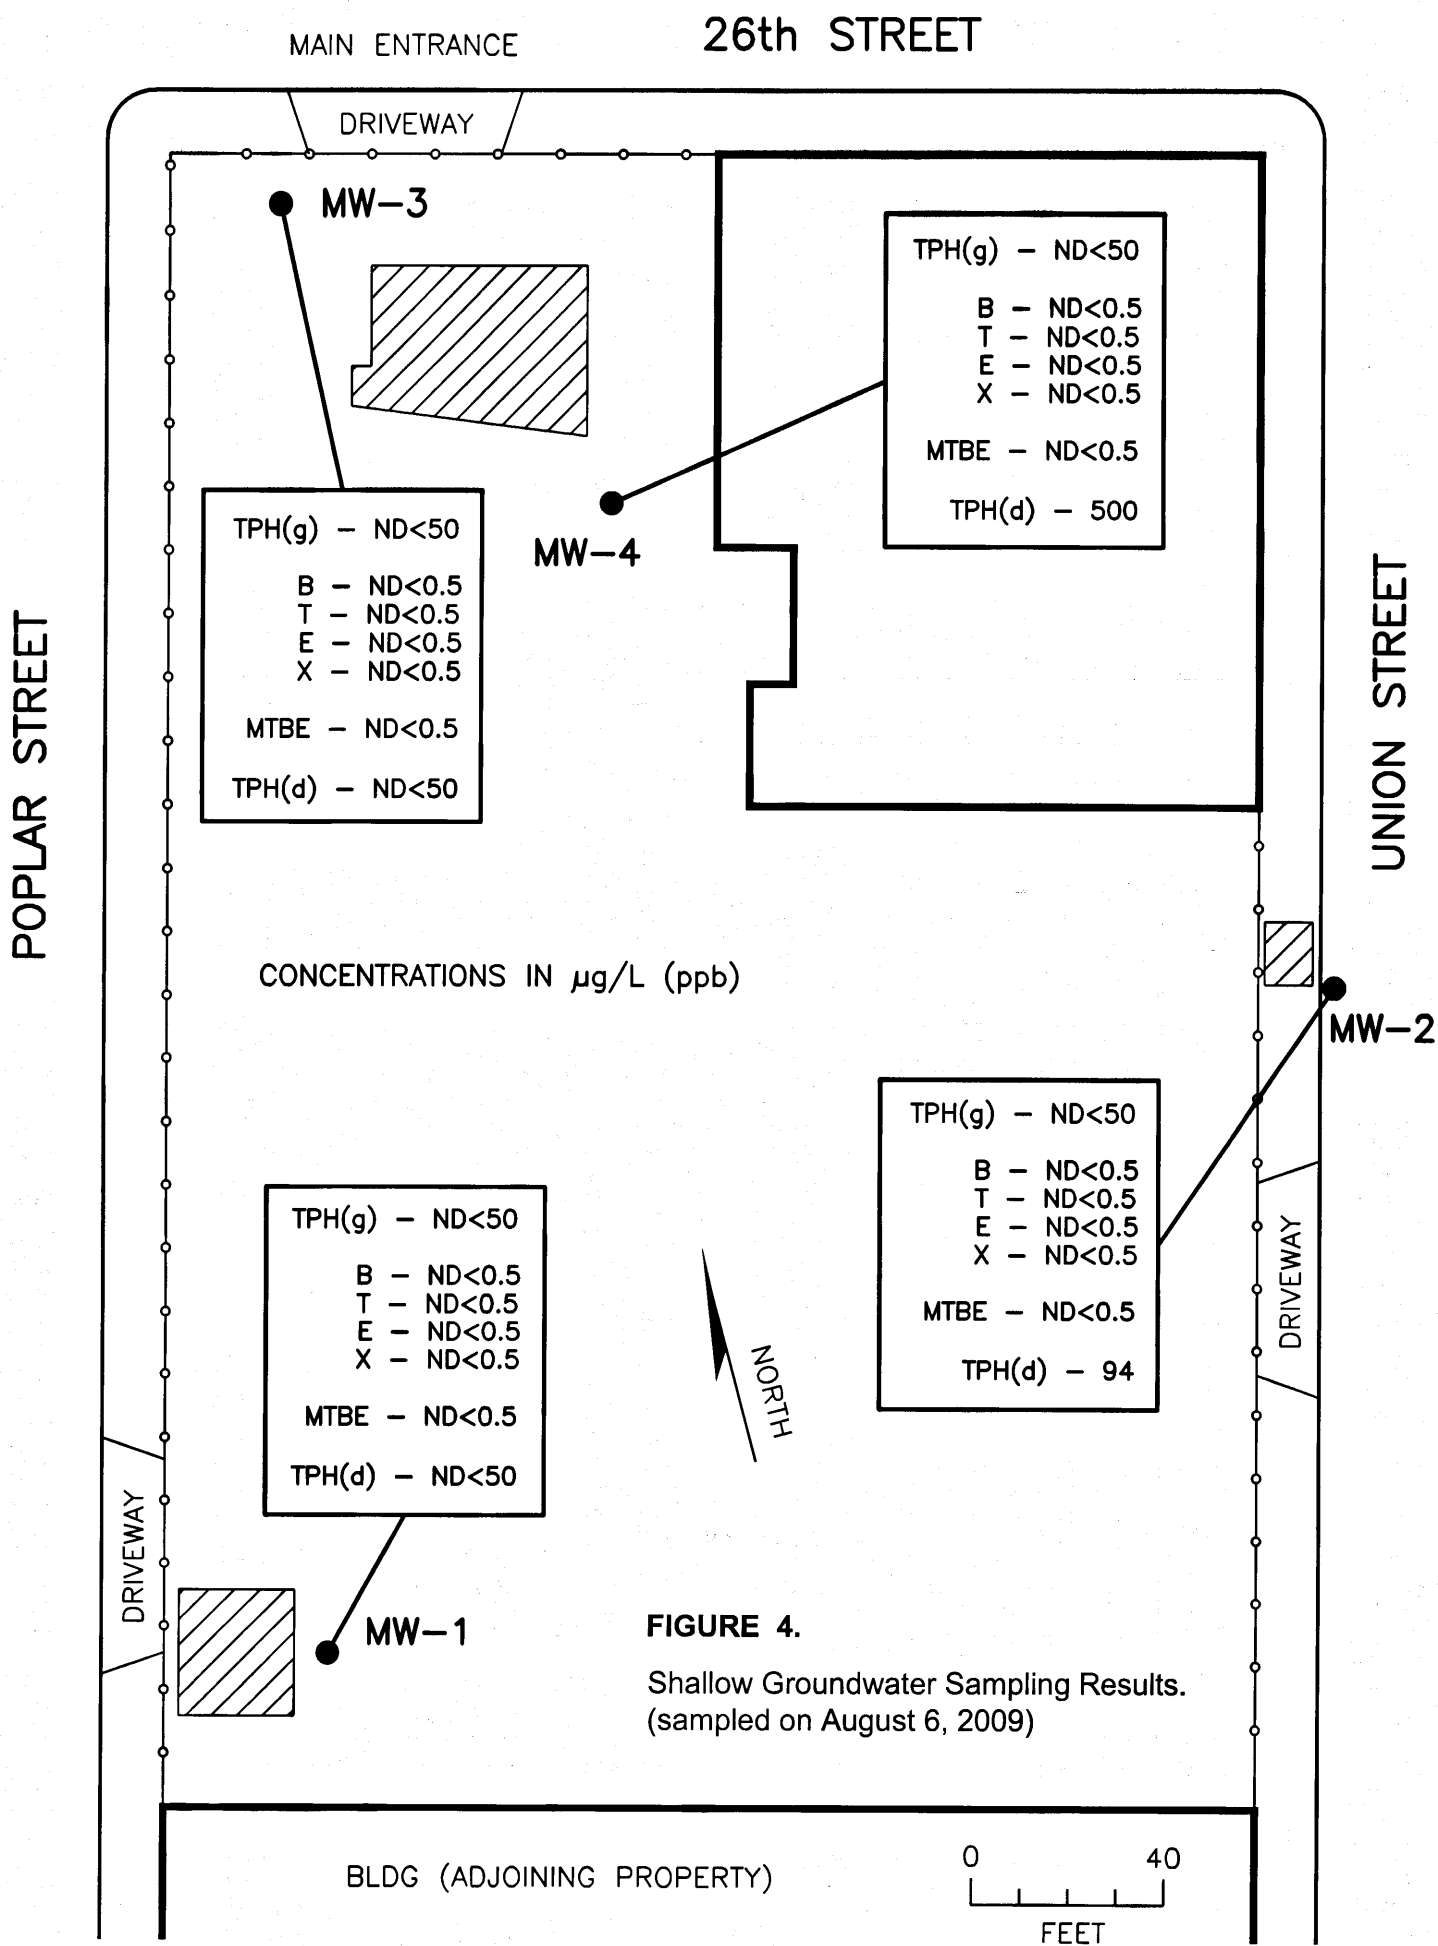 26th STREET
MAIN ENTRANCE
DRIVEWAY
MW-3
TPH(g) - ND<50
B - ND<0.5
T - ND<0.5
E - ND<0.5
X - ND<0.5
MTBE - ND<0.5
TPH(d) - 500
MW-4
TPH(g) - ND<50
B - ND<0.5
T - ND<0.5
E - ND<0.5
X - ND<0.5
MTBE - ND<0.5
TPH(d) - ND<50
POPLAR STREET
UNION STREET
CONCENTRATIONS IN µg/L (ppb)
MW-2
TPH(g) - ND<50
B - ND<0.5
T - ND<0.5
E - ND<0.5
X - ND<0.5
MTBE - ND<0.5
TPH(d) - 94
DRIVEWAY
TPH(g) - ND<50
B - ND<0.5
T - ND<0.5
E - ND<0.5
X - ND<0.5
MTBE - ND<0.5
TPH(d) - ND<50
NORTH
DRIVEWAY
MW-1
FIGURE 4.
Shallow Groundwater Sampling Results.
(sampled on August 6, 2009)
BLDG (ADJOINING PROPERTY)
0 40
FEET